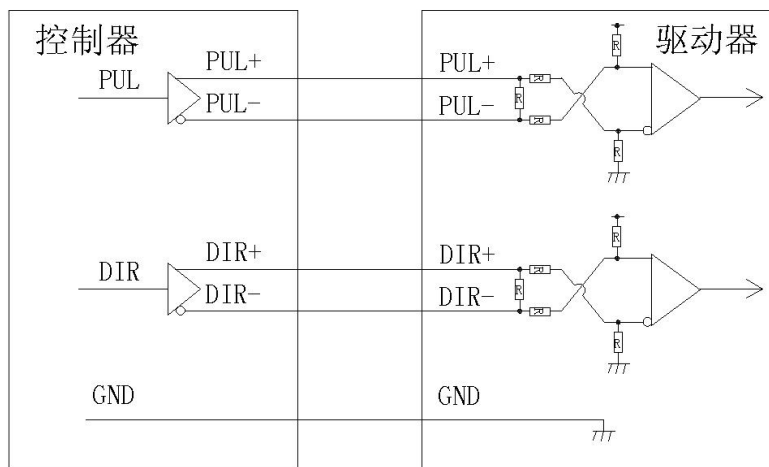 控制器
驱动器
PUL
PUL+
PUL-
PUL+
PUL-
R
R
R
R
R
DIR
DIR+
DIR-
DIR+
DIR-
R
R
R
R
R
GND
GND